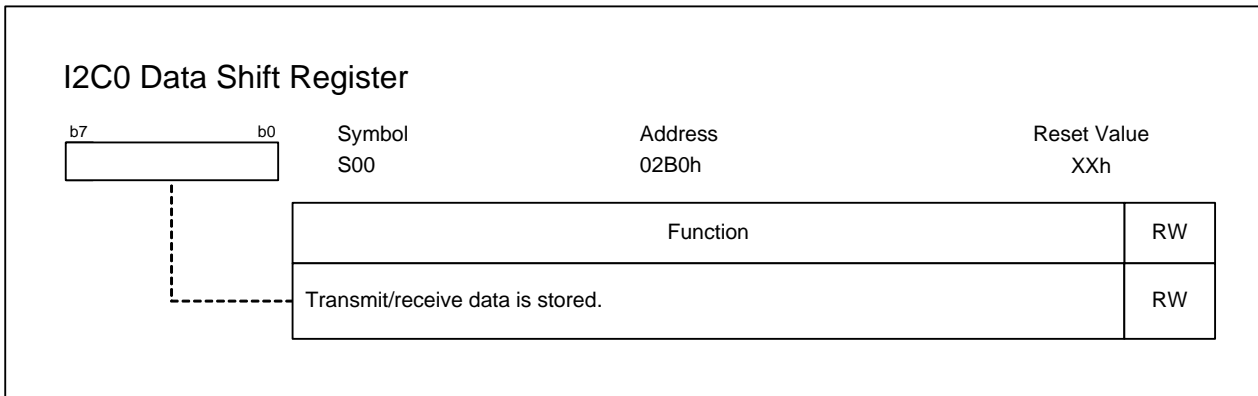 I2C0 Data Shift Register
b7 b0 Symbol Address Reset Value
S00 02B0h XXh
Function RW
Transmit/receive data is stored. RW